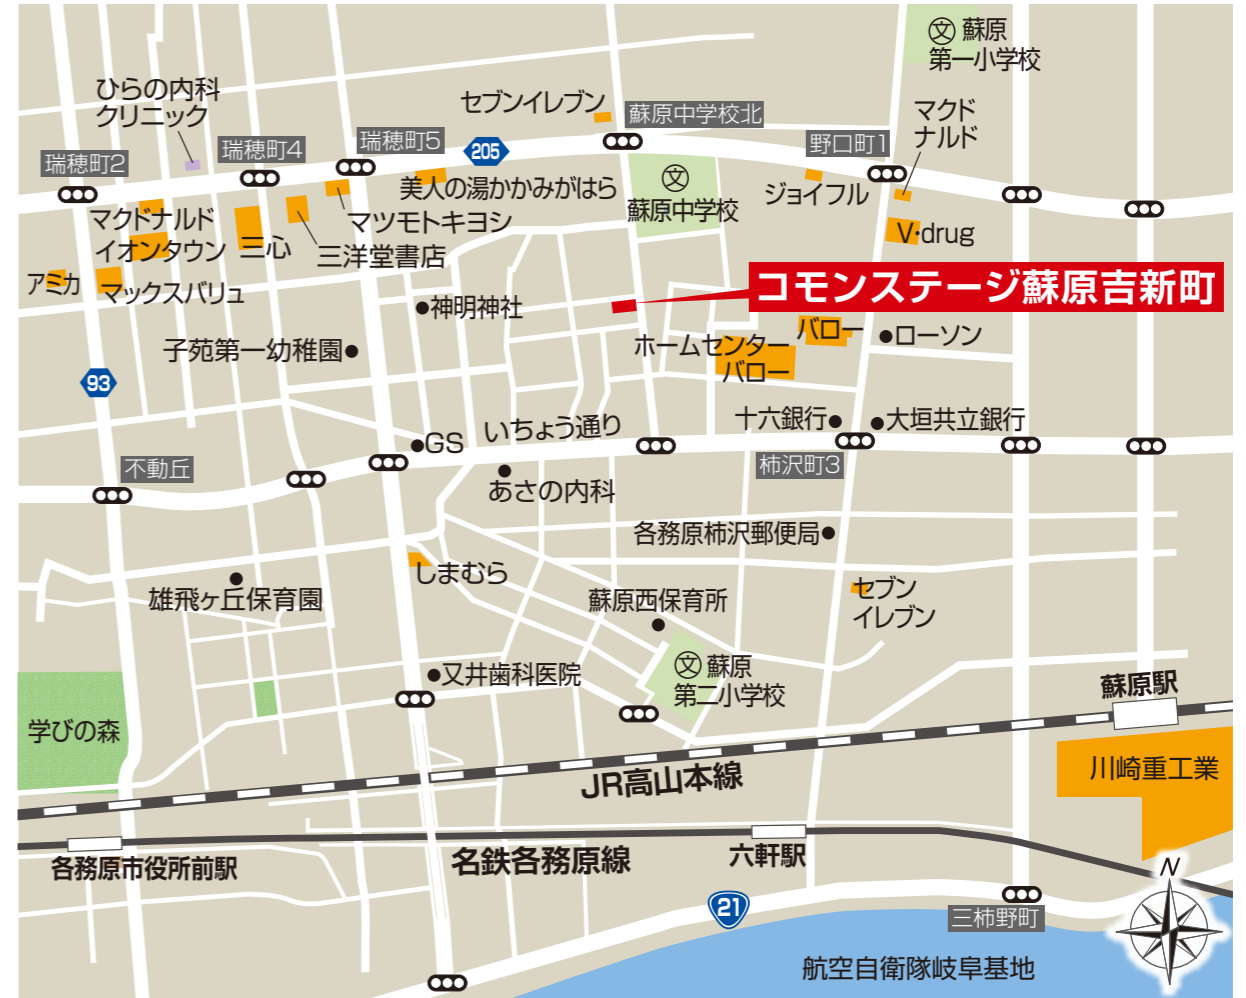 文 蘇原
第一小学校
ひらの内科
クリニック
セブンイレブン
蘇原中学校北
マクド
ナルド
瑞穂町2
瑞穂町4
瑞穂町5
205
野口町1
美人の湯かかみがはら
文
蘇原中学校
ジョイフル
マクドナルド
マツモトキヨシ
イオンタウン
三心
三洋堂書店
V・drug
アミカ
マックスバリュ
コモンステージ蘇原吉新町
神明神社
子苑第一幼稚園
ホームセンター
バロー
バロー
ローソン
93
十六銀行
大垣共立銀行
GS
いちょう通り
不動丘
柿沢町3
あさの内科
各務原柿沢郵便局
しまむら
雄飛ヶ丘保育園
蘇原西保育所
セブン
イレブン
又井歯科医院
文 蘇原
第二小学校
蘇原駅
学びの森
川崎重工業
JR高山本線
各務原市役所前駅
名鉄各務原線
六軒駅
N
21
三柿野町
航空自衛隊岐阜基地